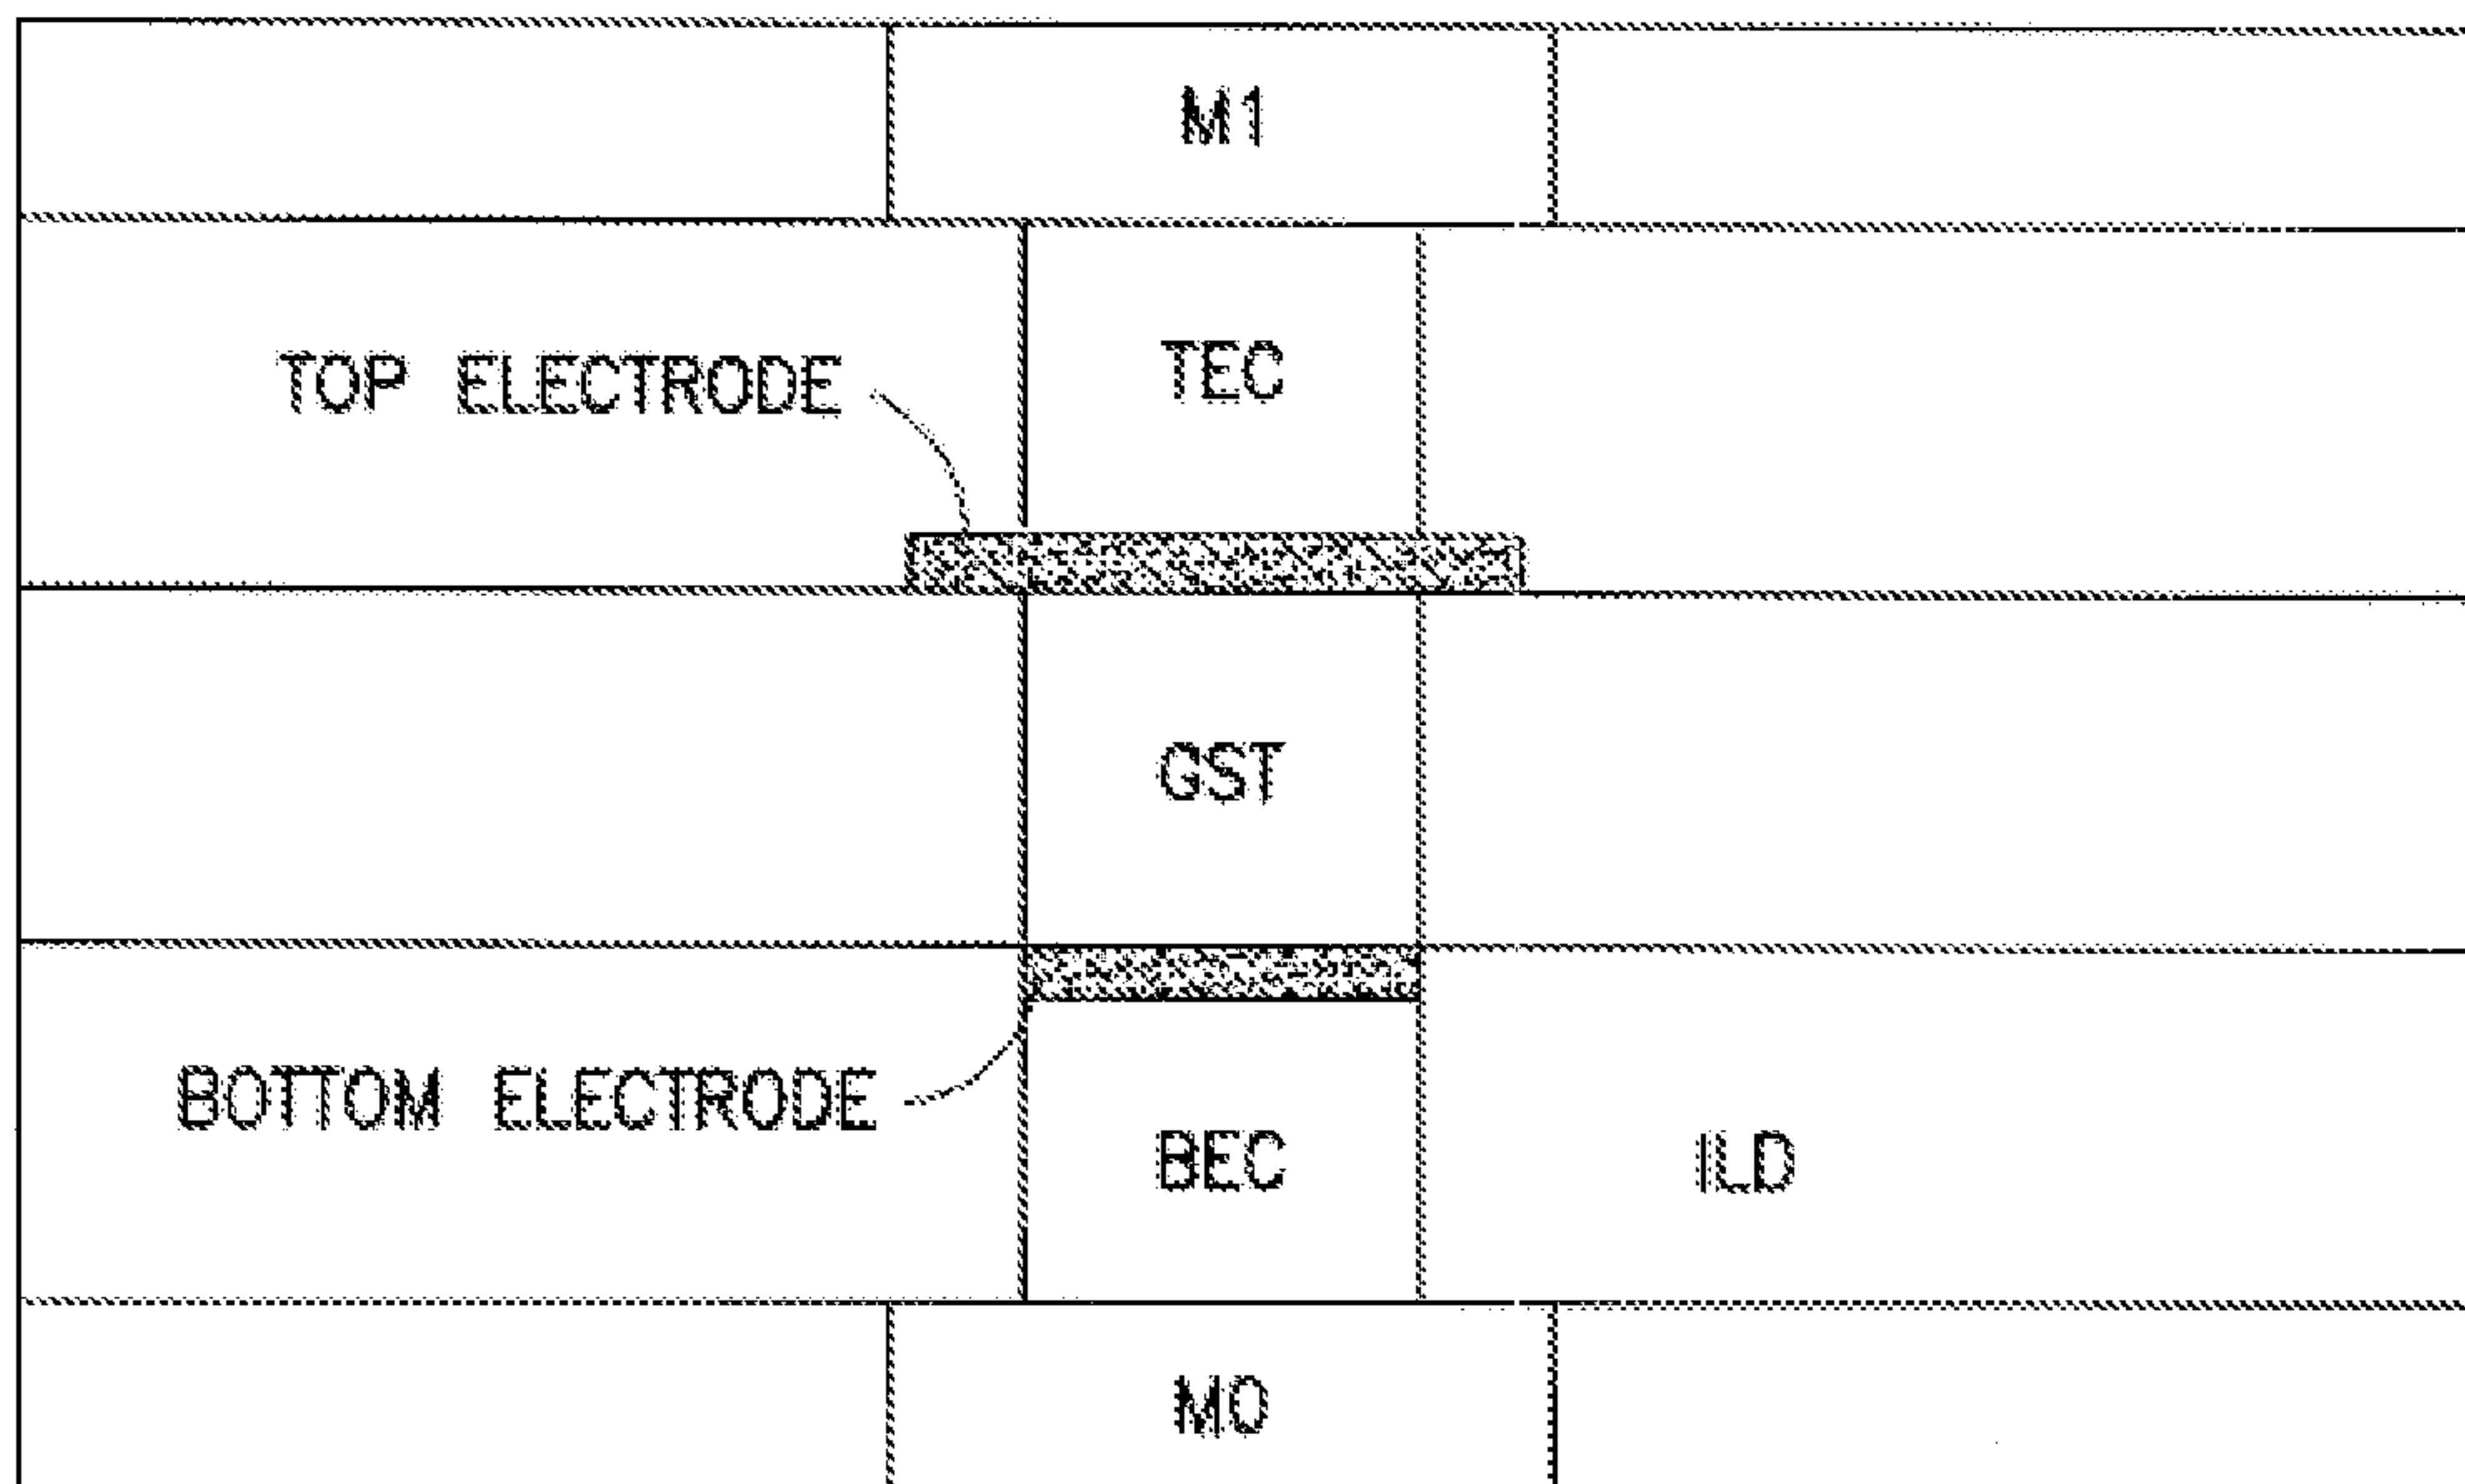 M1
TOP ELECTRODE
TEC
GST
BOTTOM ELECTRODE
BEC
ILD
M0